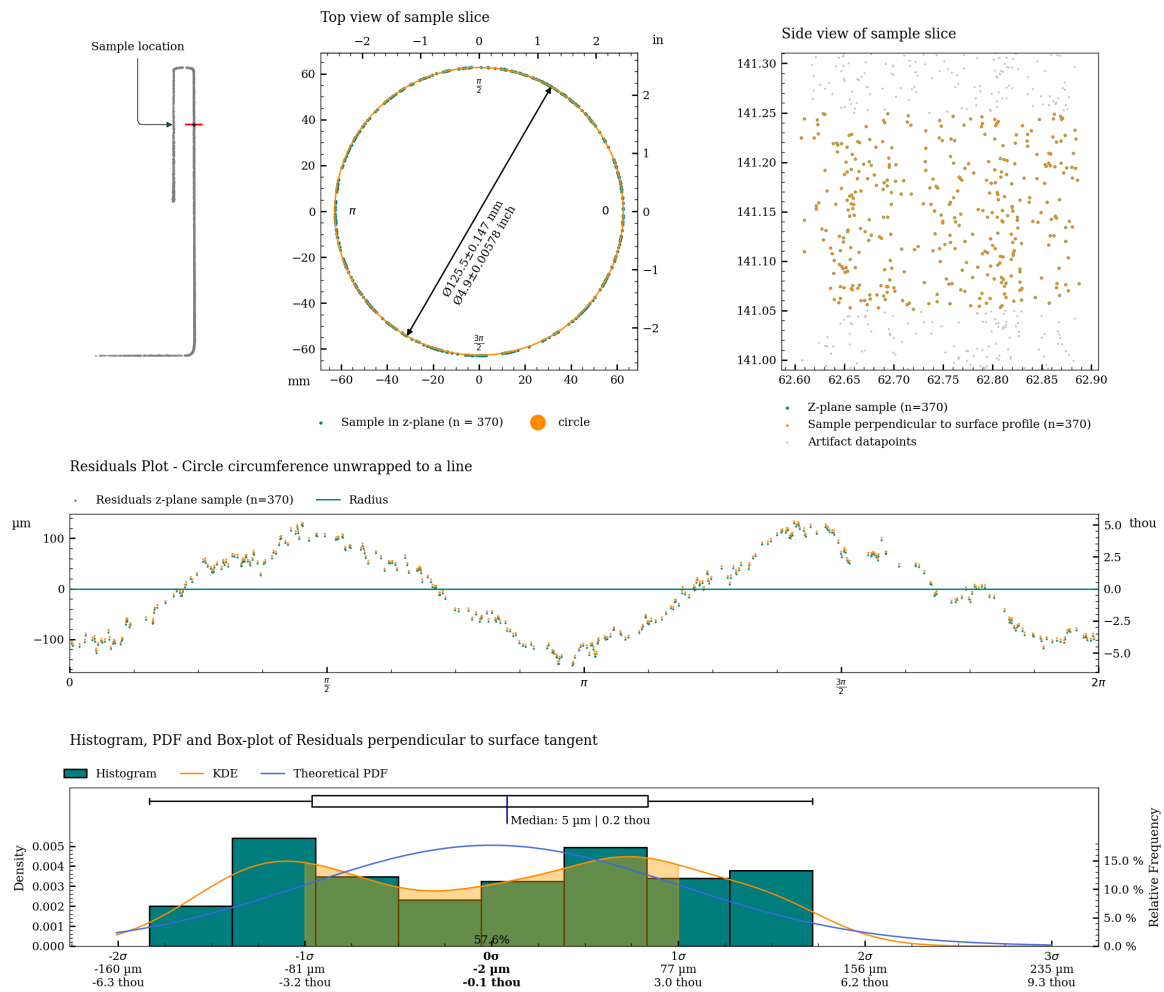 Sample location
Top view of sample slice
−2 −1 0 1 2 in
60
40
20
0
−20
−40
−60
2
1
0
−1
−2
π/2
π
0
3π/2
Ø125.5±0.147 mm
Ø4.9±0.00578 inch
mm −60 −40 −20 0 20 40 60
Sample in z-plane (n = 370) circle
Side view of sample slice
141.30
141.25
141.20
141.15
141.10
141.05
141.00
62.60 62.65 62.70 62.75 62.80 62.85 62.90
Z-plane sample (n=370)
Sample perpendicular to surface profile (n=370)
Artifact datapoints
Residuals Plot - Circle circumference unwrapped to a line
Residuals z-plane sample (n=370) Radius
µm
100
0
−100
5.0 thou
2.5
0.0
−2.5
−5.0
0 π/2 π 3π/2 2π
Histogram, PDF and Box-plot of Residuals perpendicular to surface tangent
Histogram KDE Theoretical PDF
Median: 5 µm | 0.2 thou
Density
0.005
0.004
0.003
0.002
0.001
0.000
57.6%
Relative Frequency
15.0 %
10.0 %
5.0 %
0.0 %
-2σ -1σ 0σ 1σ 2σ 3σ
-160 µm -81 µm -2 µm 77 µm 156 µm 235 µm
-6.3 thou -3.2 thou -0.1 thou 3.0 thou 6.2 thou 9.3 thou